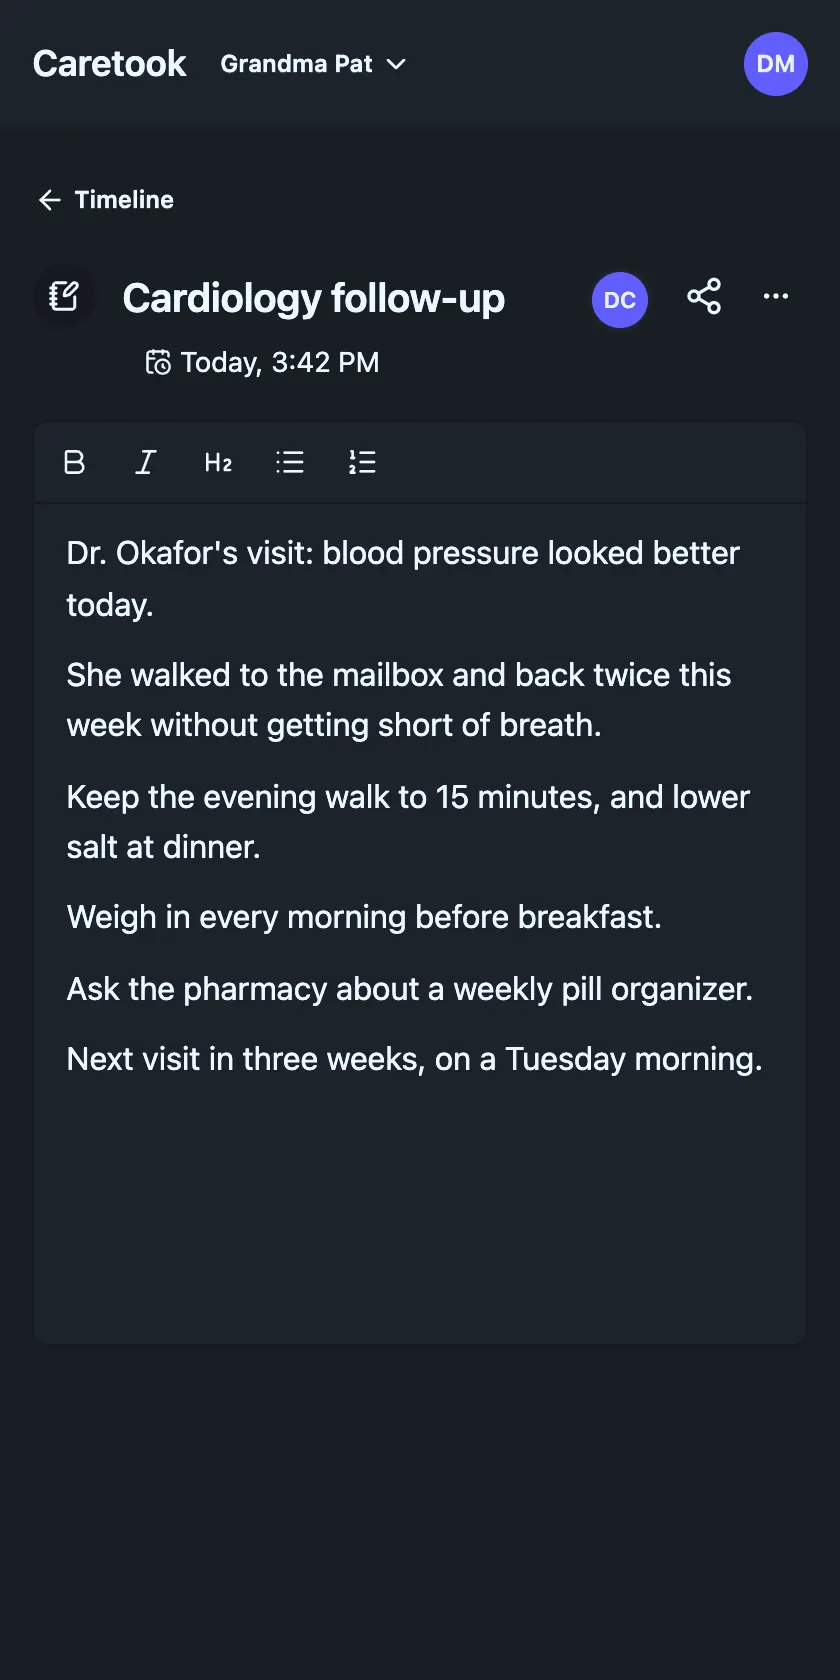 Caretook
Grandma Pat
DM
Timeline
Cardiology follow-up
DC
Today, 3:42 PM
B I H2
Dr. Okafor's visit: blood pressure looked better
today.
She walked to the mailbox and back twice this
week without getting short of breath.
Keep the evening walk to 15 minutes, and lower
salt at dinner.
Weigh in every morning before breakfast.
Ask the pharmacy about a weekly pill organizer.
Next visit in three weeks, on a Tuesday morning.